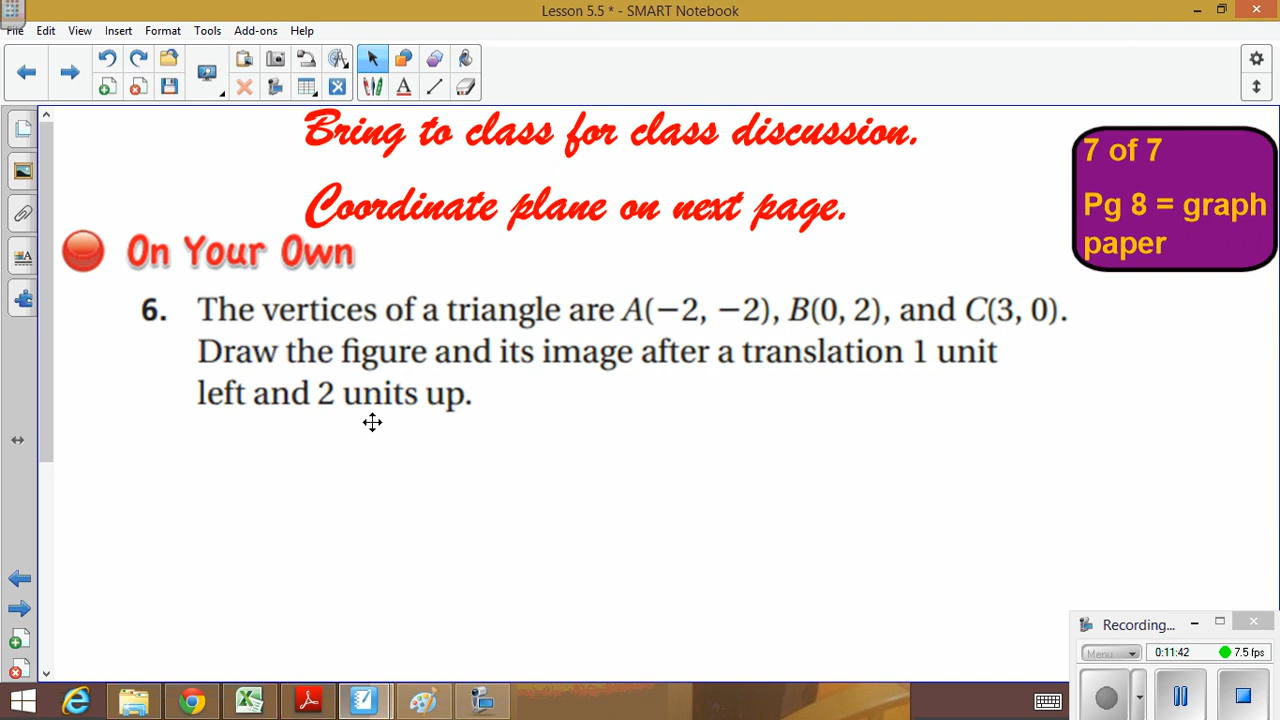 Lesson 5.5 * - SMART Notebook
File Edit View Insert Format Tools Add-ons Help
Bring to class for class discussion.
Coordinate plane on next page.
7 of 7
Pg 8 = graph
paper
On Your Own
6. The vertices of a triangle are A(−2, −2), B(0, 2), and C(3, 0).
Draw the figure and its image after a translation 1 unit
left and 2 units up.
Recording...
Menu 0:11:42 7.5 fps